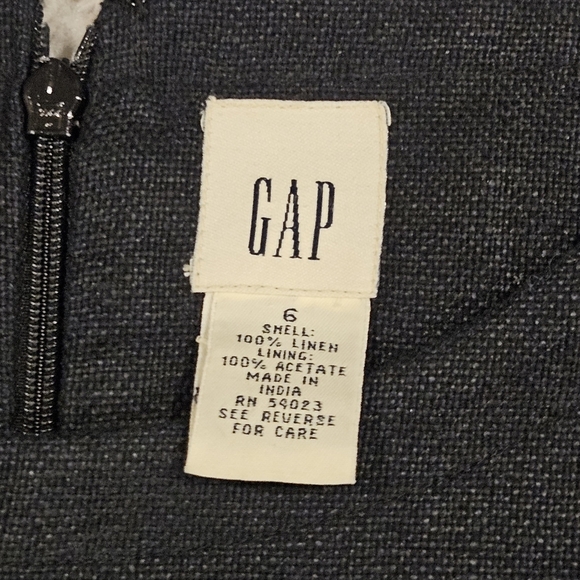 GAP
6
SHELL:
100% LINEN
LINING:
100% ACETATE
MADE IN
INDIA
RN 54023
SEE REVERSE
FOR CARE